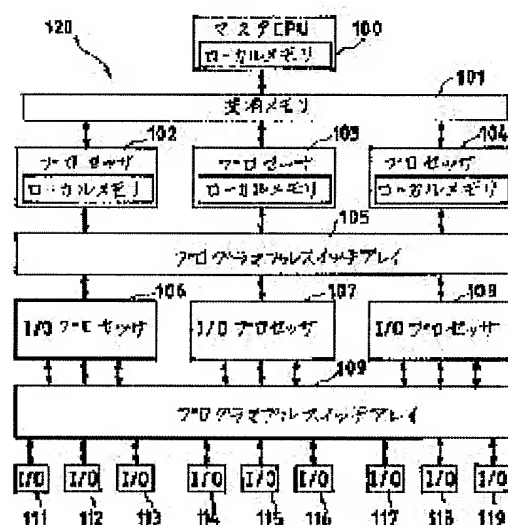 120
マスタCPU
100
ローカルメモリ
101
共有メモリ
102
103
104
プロセッサ
プロセッサ
プロセッサ
ローカルメモリ
ローカルメモリ
ローカルメモリ
105
プログラマブルスイッチアレイ
106
107
108
I/O プロセッサ
I/O プロセッサ
I/O プロセッサ
109
プログラマブルスイッチアレイ
I/O I/O I/O I/O I/O I/O I/O I/O I/O
111 112 113 114 115 116 117 118 119